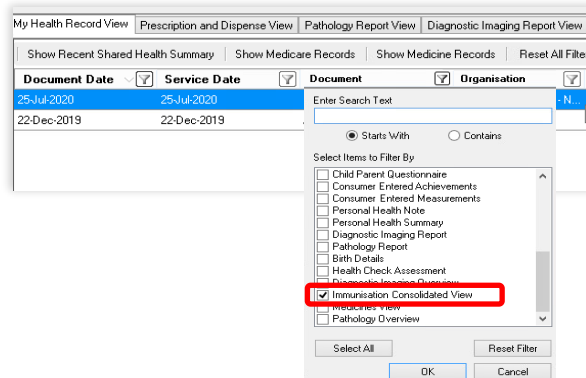 My Health Record View Prescription and Dispense View Pathology Report View Diagnostic Imaging Report View
Show Recent Shared Health Summary Show Medicare Records Show Medicine Records Reset All Filte
Document Date Service Date Document Organisation
25-Jul-2020 25-Jul-2020 - N...
22-Dec-2019 22-Dec-2019
Enter Search Text
Starts With Contains
Select Items to Filter By
Child Parent Questionnaire
Consumer Entered Achievements
Consumer Entered Measurements
Personal Health Note
Personal Health Summary
Diagnostic Imaging Report
Pathology Report
Birth Details
Health Check Assessment
Diagnostic Imaging Overview
Immunisation Consolidated View
Medicines View
Pathology Overview
Select All Reset Filter
OK Cancel